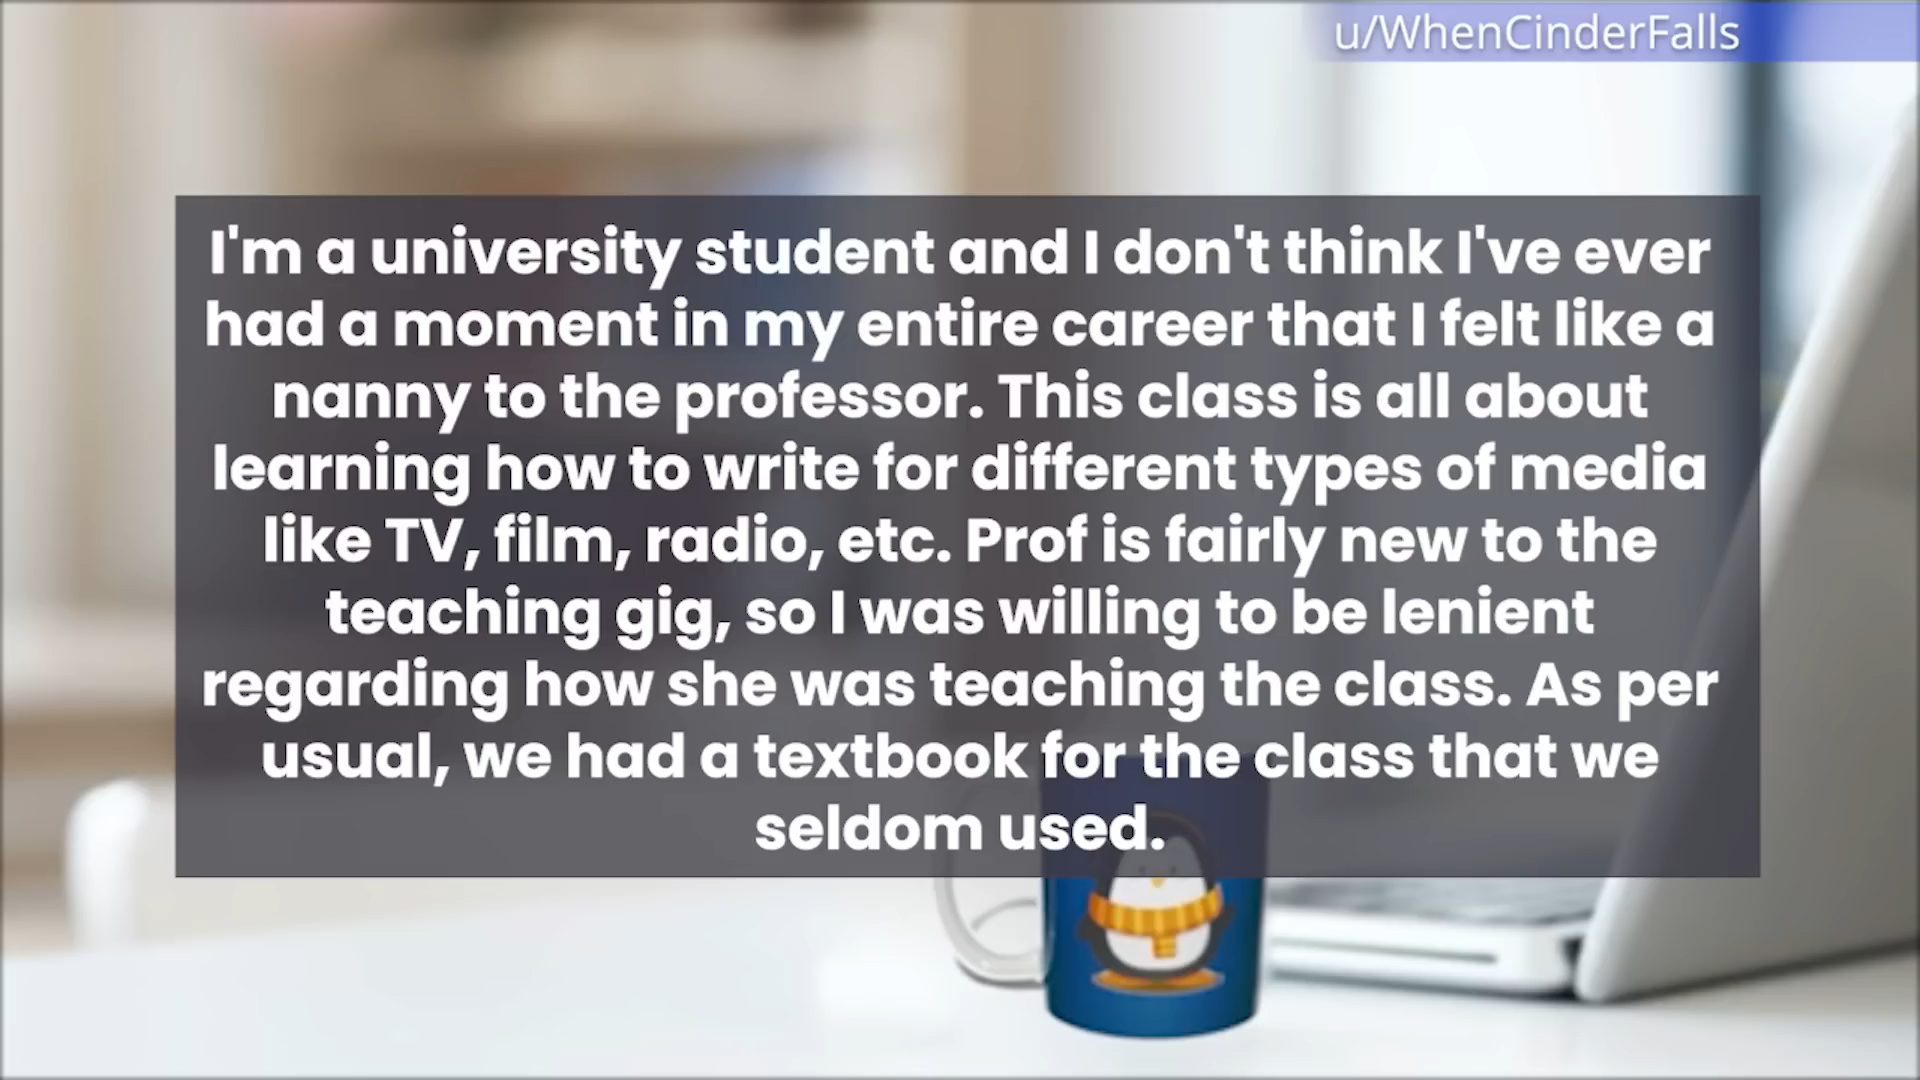 u/WhenCinderFalls
I'm a university student and I don't think I've ever
had a moment in my entire career that I felt like a
nanny to the professor. This class is all about
learning how to write for different types of media
like TV, film, radio, etc. Prof is fairly new to the
teaching gig, so I was willing to be lenient
regarding how she was teaching the class. As per
usual, we had a textbook for the class that we
seldom used.